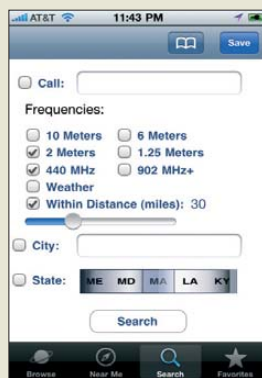 AT&T 11:43 PM
Save
Call:
Frequencies:
10 Meters 6 Meters
2 Meters 1.25 Meters
440 MHz 902 MHz+
Weather
Within Distance (miles): 30
City:
State: ME MD MA LA KY
Search
Browse Near Me Search Favorites